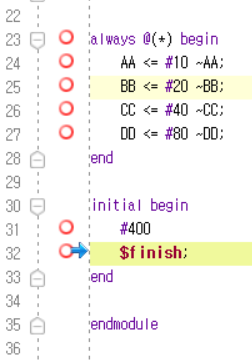 22
23 always @(*) begin
24 AA <= #10 ~AA;
25 BB <= #20 ~BB;
26 CC <= #40 ~CC;
27 DD <= #80 ~DD;
28 end
29
30 initial begin
31 #400
32 $finish;
33 end
34
35 endmodule
36